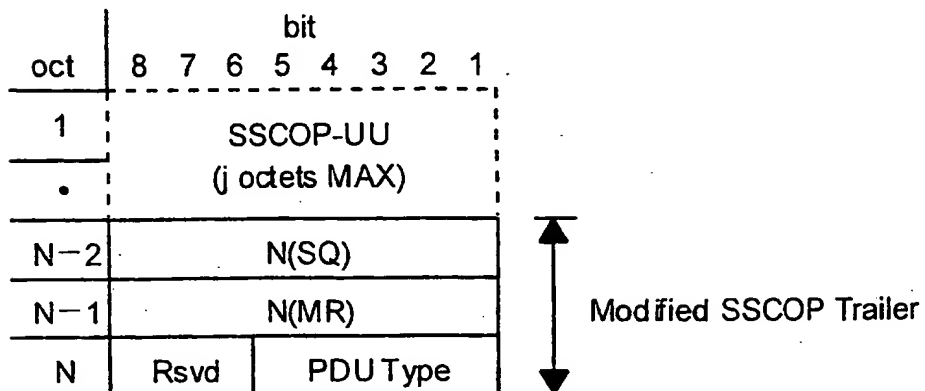 bit
oct 8 7 6 5 4 3 2 1
1 SSCOP-UU
(j octets MAX)
•
N-2 N(SQ)
N-1 N(MR) Modified SSCOP Trailer
N Rsvd PDU Type